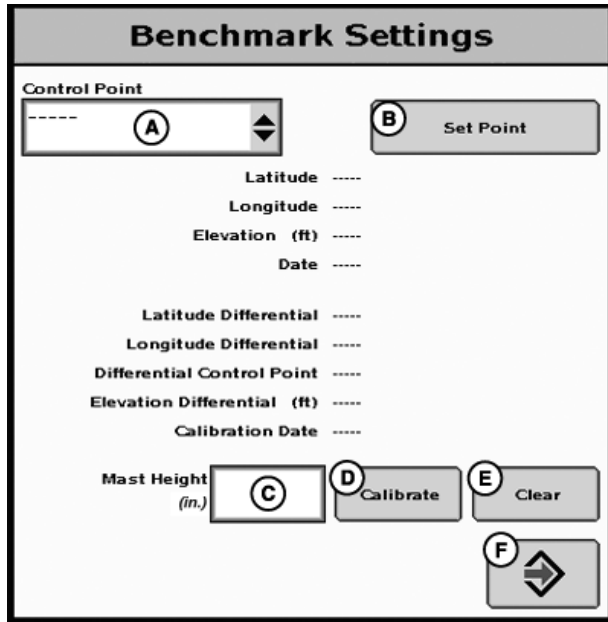 Benchmark Settings
Control Point
-----
A
B
Set Point
Latitude -----
Longitude -----
Elevation (ft) -----
Date -----
Latitude Differential -----
Longitude Differential -----
Differential Control Point -----
Elevation Differential (ft) -----
Calibration Date -----
Mast Height
(in.)
C
D
Calibrate
E
Clear
F